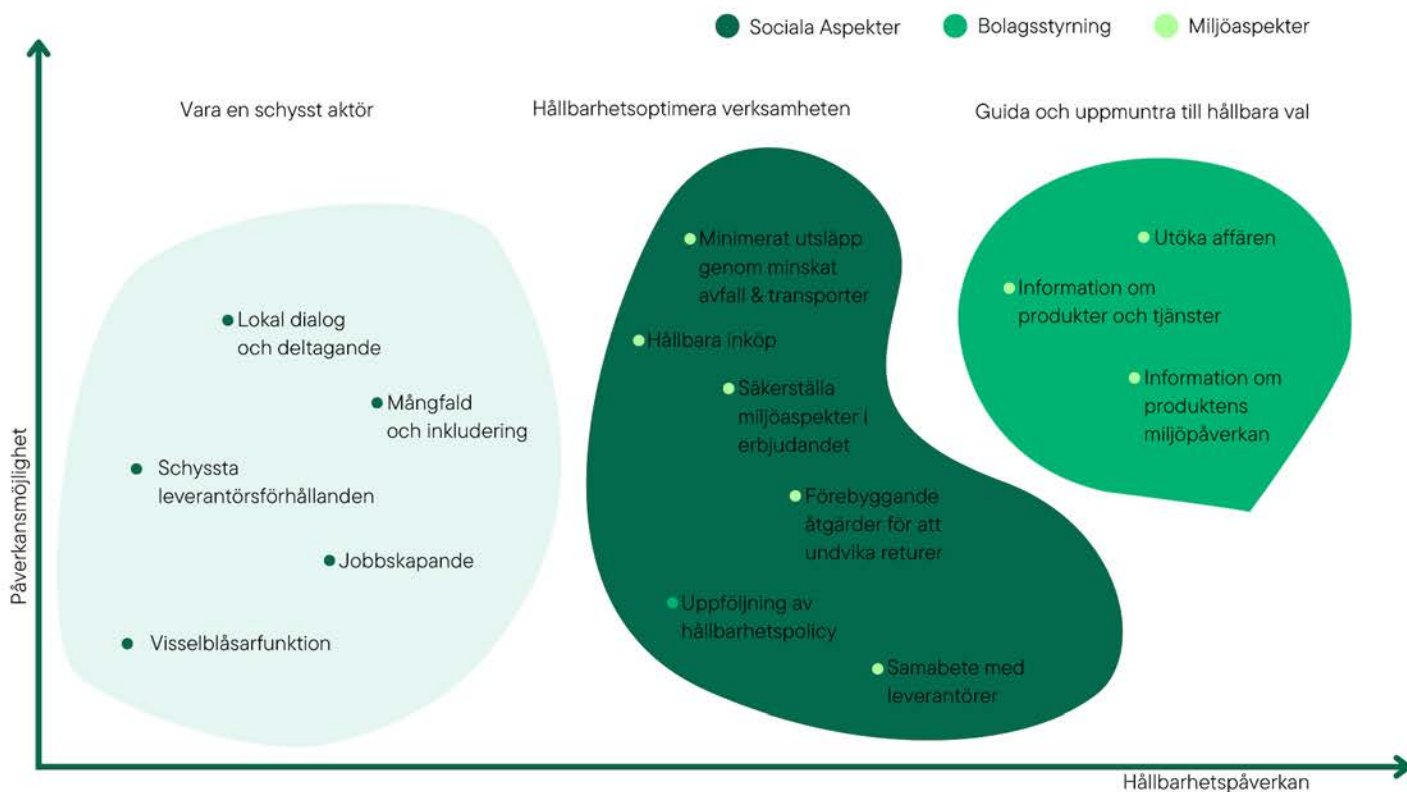 Sociala Aspekter
Bolagsstyrning
Miljöaspekter
Påverkansmöjlighet
Vara en schysst aktör
Lokal dialog
och deltagande
Mångfald
och inkludering
Schyssta
leverantörsförhållanden
Jobbskapande
Visselblåsarfunktion
Hållbarhetsoptimera verksamheten
Minimerat utsläpp
genom minskat
avfall & transporter
Hållbara inköp
Säkerställa
miljöaspekter i
erbjudandet
Förebyggande
åtgärder för att
undvika returer
Uppföljning av
hållbarhetspolicy
Samabete med
leverantörer
Guida och uppmuntra till hållbara val
Utöka affären
Information om
produkter och tjänster
Information om
produktens
miljöpåverkan
Hållbarhetspåverkan